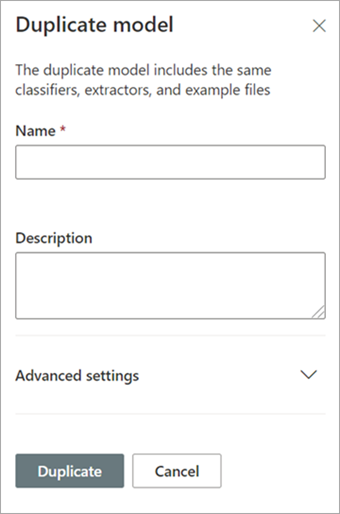 Duplicate model
The duplicate model includes the same
classifiers, extractors, and example files
Name *
Description
Advanced settings
Duplicate
Cancel